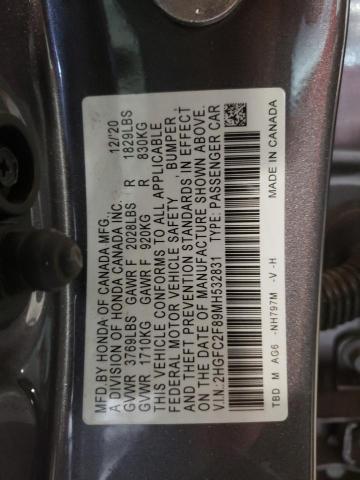 MFD BY HONDA OF CANADA MFG., 12/20
A DIVISION OF HONDA CANADA INC.
GVWR 3769LBS GAWR F 2028LBS R 1829LBS
GVWR 1710KG GAWR F 920KG R 830KG
THIS VEHICLE CONFORMS TO ALL APPLICABLE
FEDERAL MOTOR VEHICLE SAFETY, BUMPER,
AND THEFT PREVENTION STANDARDS IN EFFECT
ON THE DATE OF MANUFACTURE SHOWN ABOVE.
V.I.N.:2HGFC2F89MH532831 TYPE: PASSENGER CAR
TBD M AG6 -NH797M -V-H MADE IN CANADA